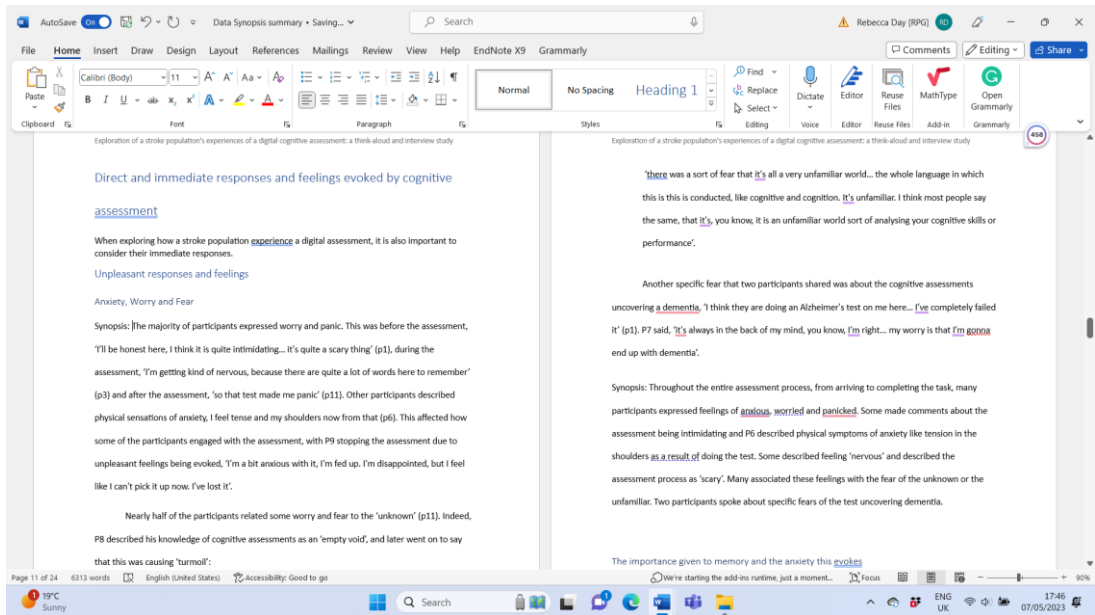 AutoSave On Data Synopsis summary • Saving... Search Rebecca Day [RPG] RD
File Home Insert Draw Design Layout References Mailings Review View Help EndNote X9 Grammarly Comments Editing Share
Paste Calibri (Body) 11 A A Aa A Normal No Spacing Heading 1 Find Replace Select Dictate Editor Reuse Files MathType Open Grammarly
B I U ab x₂ x² A A
Clipboard Font Paragraph Styles Editing Voice Editor Reuse Files Add-in Grammarly
458
Exploration of a stroke population's experiences of a digital cognitive assessment: a think-aloud and interview study
Direct and immediate responses and feelings evoked by cognitive
assessment
When exploring how a stroke population experience a digital assessment, it is also important to
consider their immediate responses.
Unpleasant responses and feelings
Anxiety, Worry and Fear
Synopsis: The majority of participants expressed worry and panic. This was before the assessment,
'I'll be honest here, I think it is quite intimidating... it's quite a scary thing' (p1), during the
assessment, 'I'm getting kind of nervous, because there are quite a lot of words here to remember'
(p3) and after the assessment, 'so that test made me panic' (p11). Other participants described
physical sensations of anxiety, I feel tense and my shoulders now from that (p6). This affected how
some of the participants engaged with the assessment, with P9 stopping the assessment due to
unpleasant feelings being evoked, 'I'm a bit anxious with it, I'm fed up. I'm disappointed, but I feel
like I can't pick it up now. I've lost it'.
Nearly half of the participants related some worry and fear to the 'unknown' (p11). Indeed,
P8 described his knowledge of cognitive assessments as an 'empty void', and later went on to say
that this was causing 'turmoil':
Exploration of a stroke population's experiences of a digital cognitive assessment: a think-aloud and interview study
'there was a sort of fear that it's all a very unfamiliar world... the whole language in which
this is this is conducted, like cognitive and cognition. It's unfamiliar. I think most people say
the same, that it's, you know, it is an unfamiliar world sort of analysing your cognitive skills or
performance'.
Another specific fear that two participants shared was about the cognitive assessments
uncovering a dementia, 'I think they are doing an Alzheimer's test on me here... I've completely failed
it' (p1). P7 said, 'it's always in the back of my mind, you know, I'm right... my worry is that I'm gonna
end up with dementia'.
Synopsis: Throughout the entire assessment process, from arriving to completing the task, many
participants expressed feelings of anxious, worried and panicked. Some made comments about the
assessment being intimidating and P6 described physical symptoms of anxiety like tension in the
shoulders as a result of doing the test. Some described feeling 'nervous' and described the
assessment process as 'scary'. Many associated these feelings with the fear of the unknown or the
unfamiliar. Two participants spoke about specific fears of the test uncovering dementia.
The importance given to memory and the anxiety this evokes
Page 11 of 24 6313 words English (United States) Accessibility: Good to go We're starting the add-ins runtime, just a moment... Focus 90%
1 19°C
Sunny
Search
ENG
UK
17:46
07/05/2023